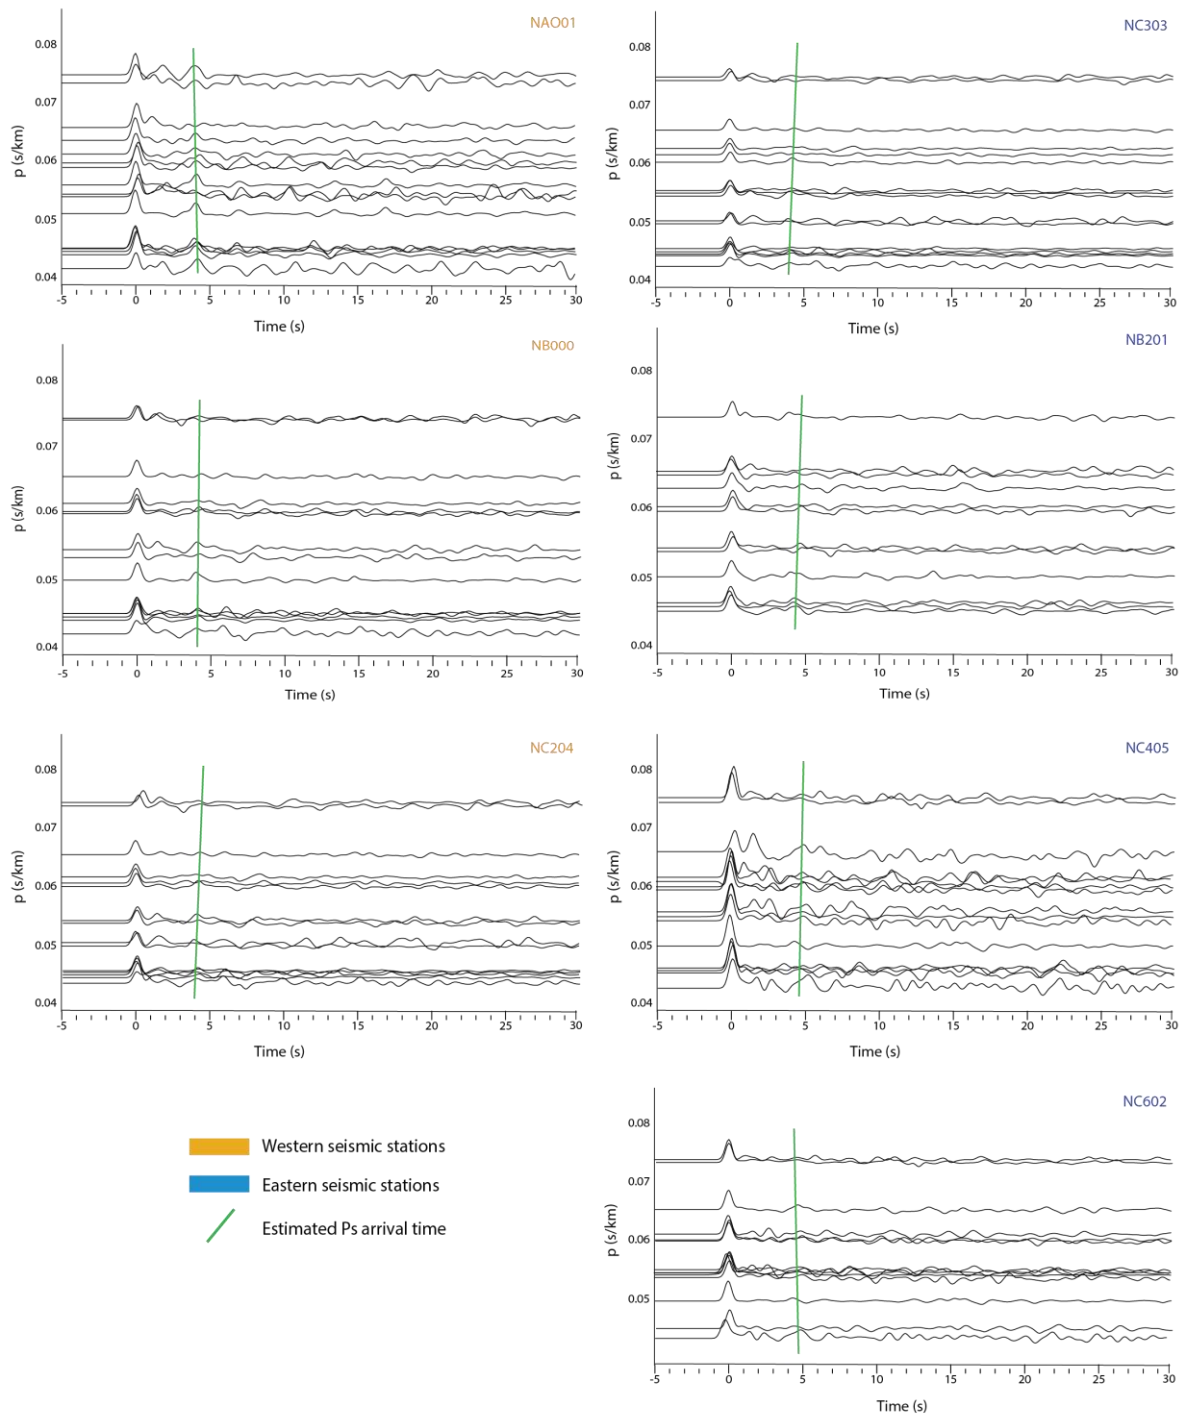 NAO01
0.08
0.07
0.06
0.05
0.04
p (s/km)
-5 0 5 10 15 20 25 30
Time (s)
NC303
0.08
0.07
0.06
0.05
0.04
p (s/km)
-5 0 5 10 15 20 25 30
Time (s)
NB000
0.08
0.07
0.06
0.05
0.04
p (s/km)
-5 0 5 10 15 20 25 30
Time (s)
NB201
0.08
0.07
0.06
0.05
0.04
p (s/km)
-5 0 5 10 15 20 25 30
Time (s)
NC204
0.08
0.07
0.06
0.05
0.04
p (s/km)
-5 0 5 10 15 20 25 30
Time (s)
NC405
0.08
0.07
0.06
0.05
0.04
p (s/km)
-5 0 5 10 15 20 25 30
Time (s)
Western seismic stations
Eastern seismic stations
Estimated Ps arrival time
NC602
0.08
0.07
0.06
0.05
p (s/km)
-5 0 5 10 15 20 25 30
Time (s)